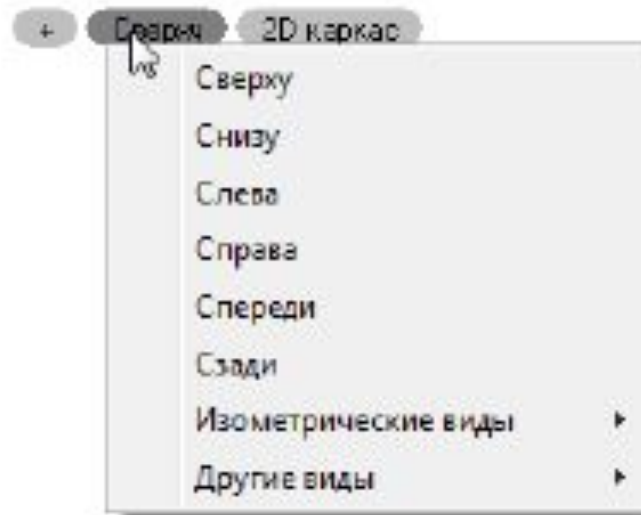 + Сверху 2D каркас
Сверху
Снизу
Слева
Справа
Спереди
Сзади
Изометрические виды
Другие виды